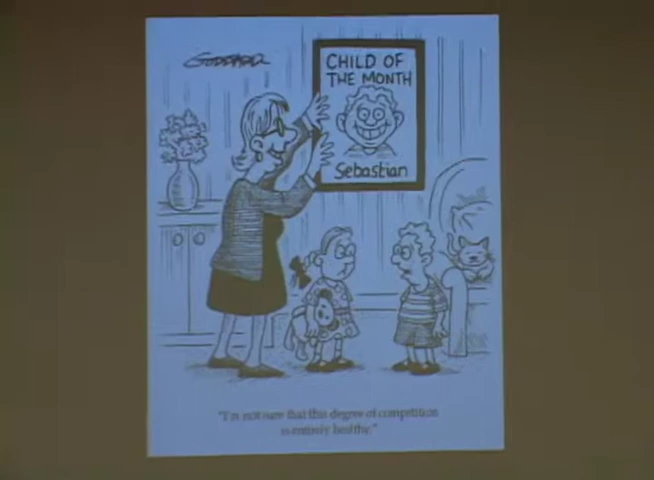 GODDARD
CHILD OF
THE MONTH
Sebastian
"I'm not sure that this degree of competition
is entirely healthy."